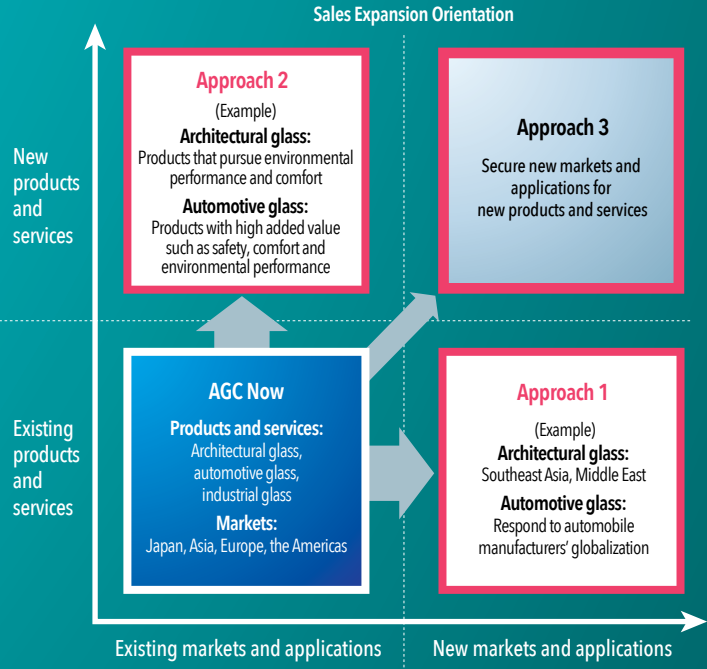 Sales Expansion Orientation
New
products
and
services
Approach 2
(Example)
Architectural glass:
Products that pursue environmental
performance and comfort
Automotive glass:
Products with high added value
such as safety, comfort and
environmental performance
Approach 3
Secure new markets and
applications for
new products and services
Existing
products
and
services
AGC Now
Products and services:
Architectural glass,
automotive glass,
industrial glass
Markets:
Japan, Asia, Europe, the Americas
Approach 1
(Example)
Architectural glass:
Southeast Asia, Middle East
Automotive glass:
Respond to automobile
manufacturers’ globalization
Existing markets and applications
New markets and applications